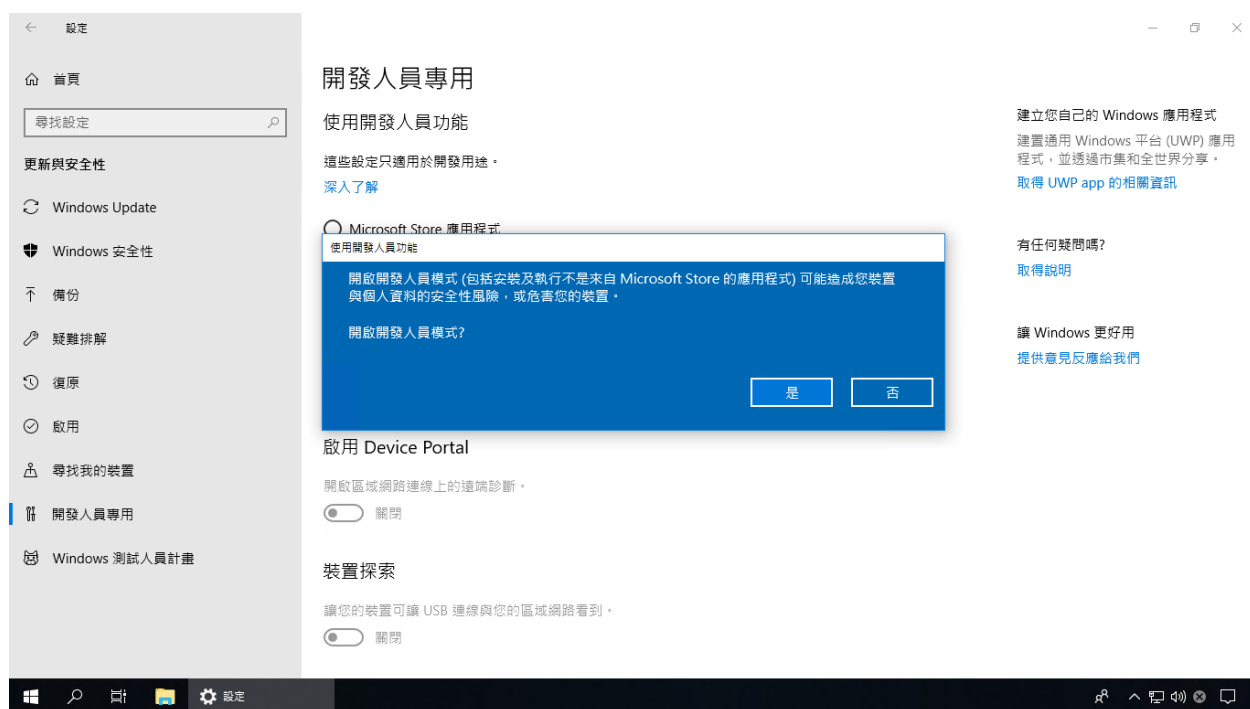 設定
首頁
尋找設定
更新與安全性
Windows Update
Windows 安全性
備份
疑難排解
復原
啟用
尋找我的裝置
開發人員專用
Windows 測試人員計畫
開發人員專用
使用開發人員功能
這些設定只適用於開發用途。
深入了解
Microsoft Store 應用程式
使用開發人員功能
開啟開發人員模式 (包括安裝及執行不是來自 Microsoft Store 的應用程式) 可能造成您裝置
與個人資料的安全性風險，或危害您的裝置。
開啟開發人員模式?
是
否
啟用 Device Portal
開啟區域網路連線上的遠端診斷。
關閉
裝置探索
讓您的裝置可讓 USB 連線與您的區域網路看到。
關閉
建立您自己的 Windows 應用程式
建置通用 Windows 平台 (UWP) 應用
程式，並透過市集和全世界分享。
取得 UWP app 的相關資訊
有任何疑問嗎?
取得說明
讓 Windows 更好用
提供意見反應給我們
設定